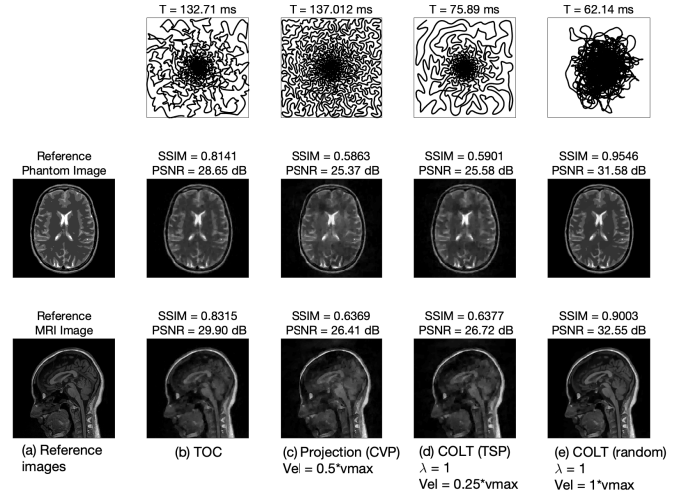 T = 132.71 ms
T = 137.012 ms
T = 75.89 ms
T = 62.14 ms
Reference
Phantom Image
SSIM = 0.8141
PSNR = 28.65 dB
SSIM = 0.5863
PSNR = 25.37 dB
SSIM = 0.5901
PSNR = 25.58 dB
SSIM = 0.9546
PSNR = 31.58 dB
Reference
MRI Image
SSIM = 0.8315
PSNR = 29.90 dB
SSIM = 0.6369
PSNR = 26.41 dB
SSIM = 0.6377
PSNR = 26.72 dB
SSIM = 0.9003
PSNR = 32.55 dB
(a) Reference
images
(b) TOC
(c) Projection (CVP)
Vel = 0.5*vmax
(d) COLT (TSP)
λ = 1
Vel = 0.25*vmax
(e) COLT (random)
λ = 1
Vel = 1*vmax